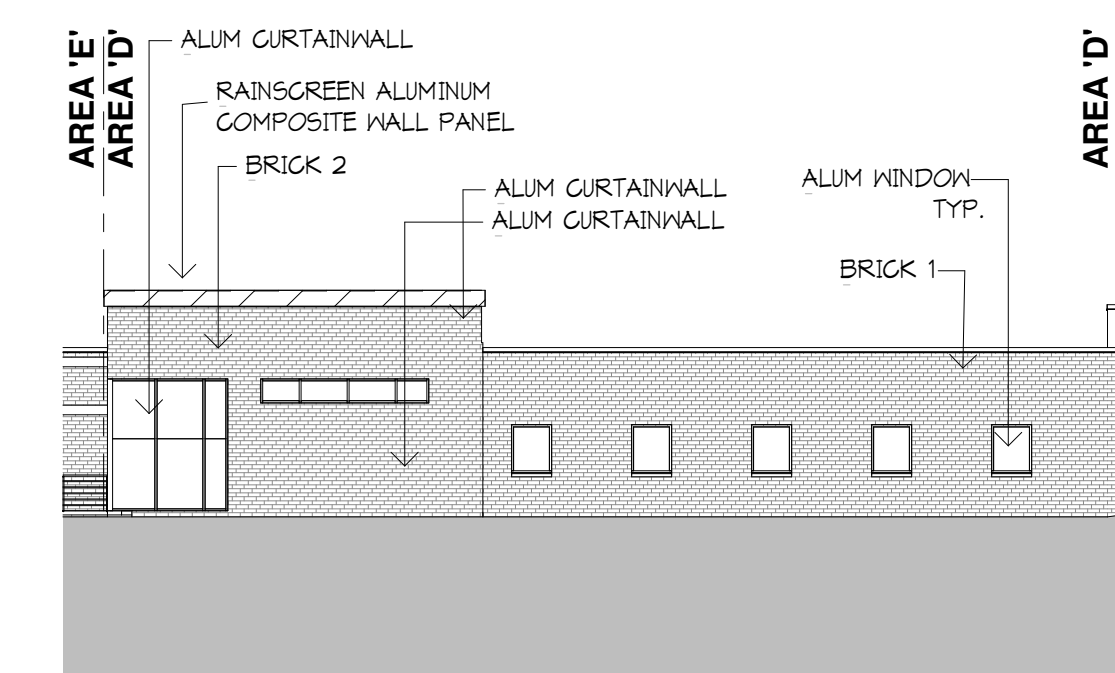 AREA 'E'
AREA 'D'
ALUM CURTAINWALL
RAINSCREEN ALUMINUM
COMPOSITE WALL PANEL
BRICK 2
ALUM CURTAINWALL
ALUM CURTAINWALL
ALUM WINDOW
TYP.
BRICK 1
AREA 'D'